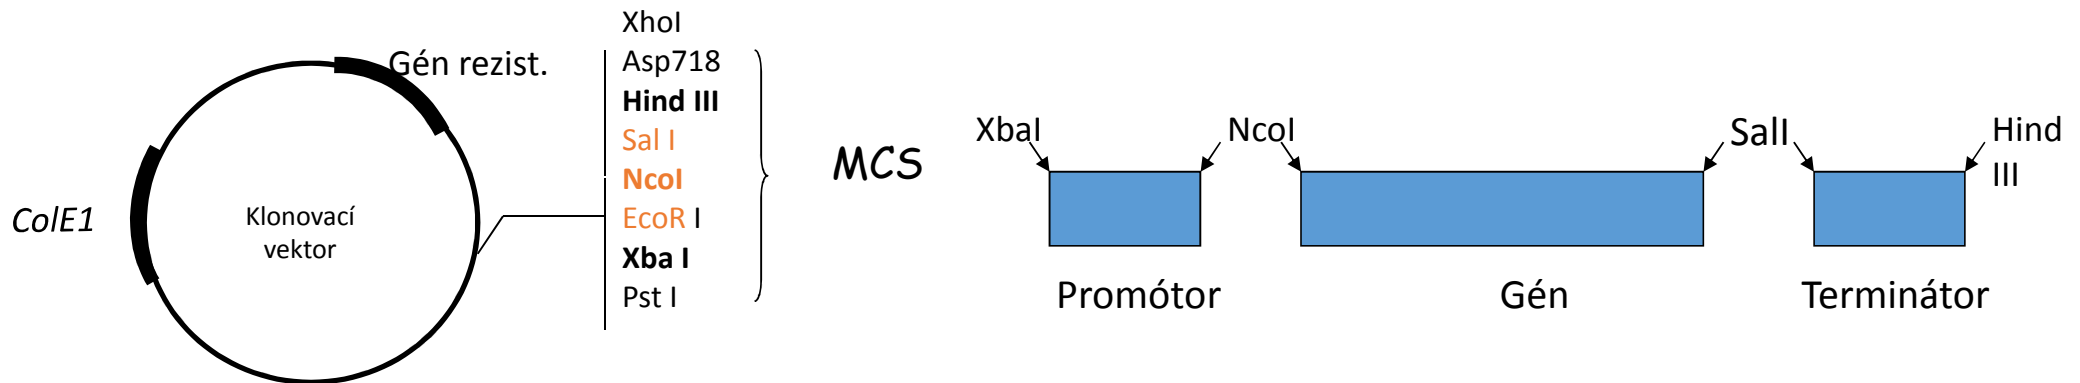 Gén rezist.
ColE1
Klonovací
vektor
XhoI
Asp718
Hind III
Sal I
NcoI
EcoR I
Xba I
Pst I
MCS
XbaI
NcoI
SalI
Hind
III
Promótor
Gén
Terminátor